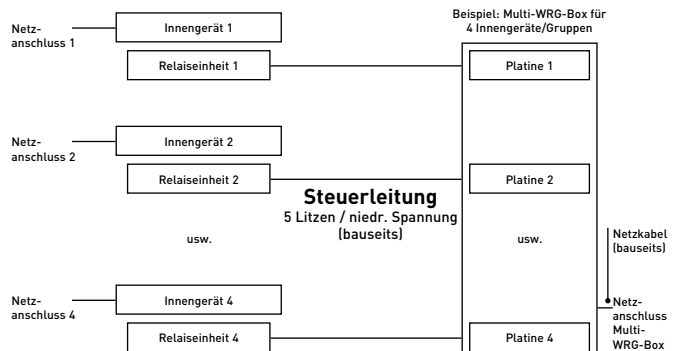 Beispiel: Multi-WRG-Box für
4 Innengeräte/Gruppen
Netz-
anschluss 1
Innengerät 1
Relaiseinheit 1
Platine 1
Netz-
anschluss 2
Innengerät 2
Relaiseinheit 2
Platine 2
Steuerleitung
5 Litzen / niedr. Spannung
(bauseits)
usw.
usw.
Netzkabel
(bauseits)
Netz-
anschluss 4
Innengerät 4
Relaiseinheit 4
Platine 4
Netz-
anschluss
Multi-
WRG-Box